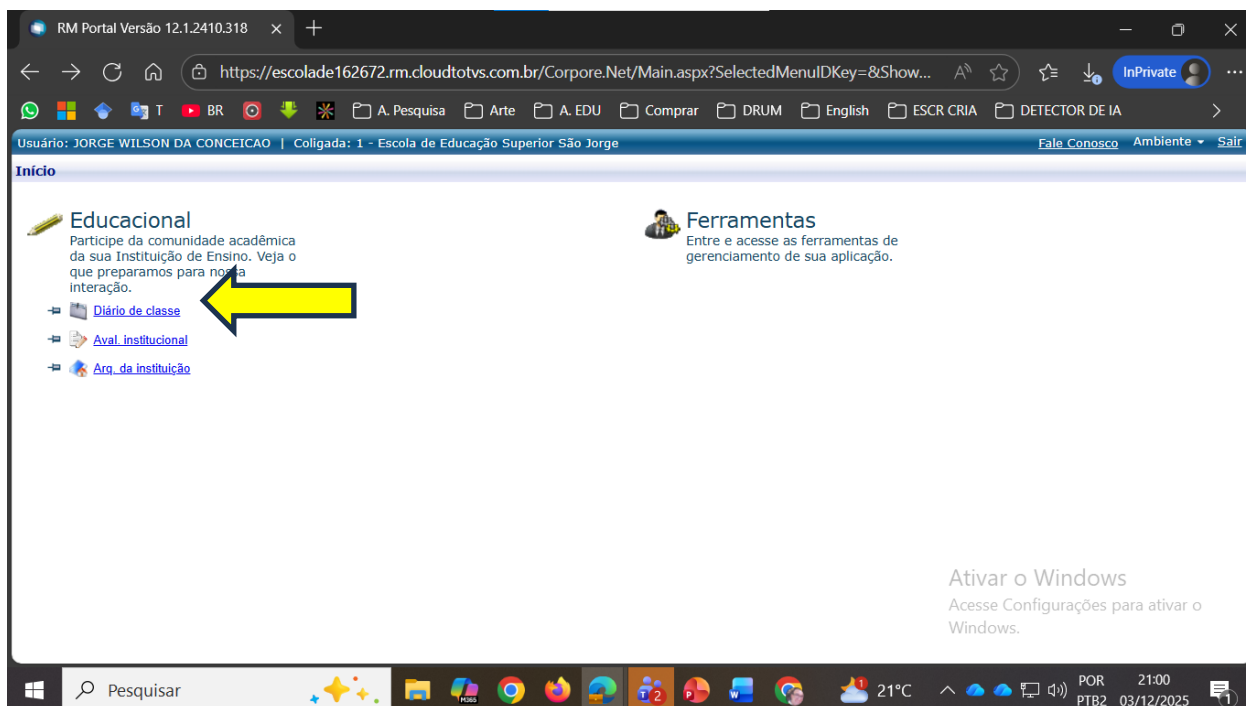 RM Portal Versão 12.1.2410.318
https://escolade162672.rm.cloudtotvs.com.br/Corpore.Net/Main.aspx?SelectedMenuIDKey=&Show...
InPrivate
T
BR
A. Pesquisa
Arte
A. EDU
Comprar
DRUM
English
ESCR CRIA
DETECTOR DE IA
Usuário: JORGE WILSON DA CONCEICAO | Coligada: 1 - Escola de Educação Superior São Jorge
Fale Conosco
Ambiente
Sair
Início
Educacional
Participe da comunidade acadêmica
da sua Instituição de Ensino. Veja o
que preparamos para nossa
interação.
Diário de classe
Aval. institucional
Arq. da instituição
Ferramentas
Entre e acesse as ferramentas de
gerenciamento de sua aplicação.
Ativar o Windows
Acesse Configurações para ativar o
Windows.
Pesquisar
M365
2
21°C
POR
PTB2
21:00
03/12/2025
1